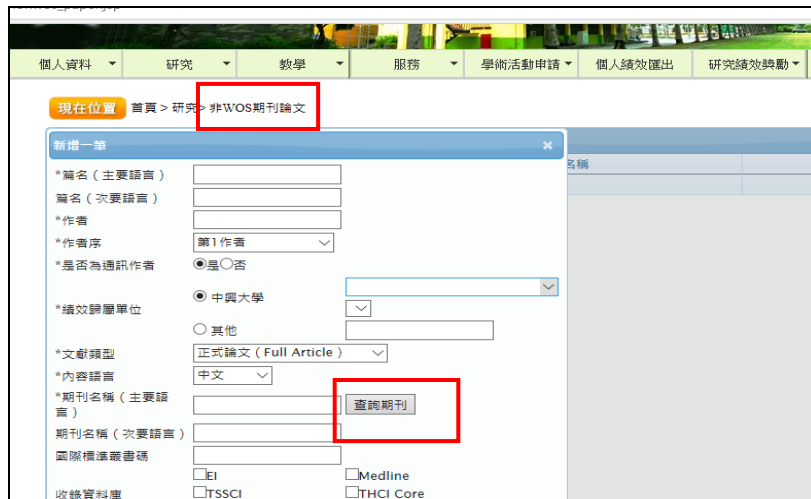 個人資料 研究 教學 服務 學術活動申請 個人績效匯出 研究績效獎勵
現在位置 首頁 > 研究 > 非WOS期刊論文
新增一筆
名稱
*篇名（主要語言）
篇名（次要語言）
*作者
*作者序 第1作者
*是否為通訊作者 是 否
*績效歸屬單位 中興大學
其他
*文獻類型 正式論文（Full Article）
*內容語言 中文
*期刊名稱（主要語言） 查詢期刊
期刊名稱（次要語言）
國際標準叢書碼
EI Medline
收錄資料庫 TSSCI THCI Core